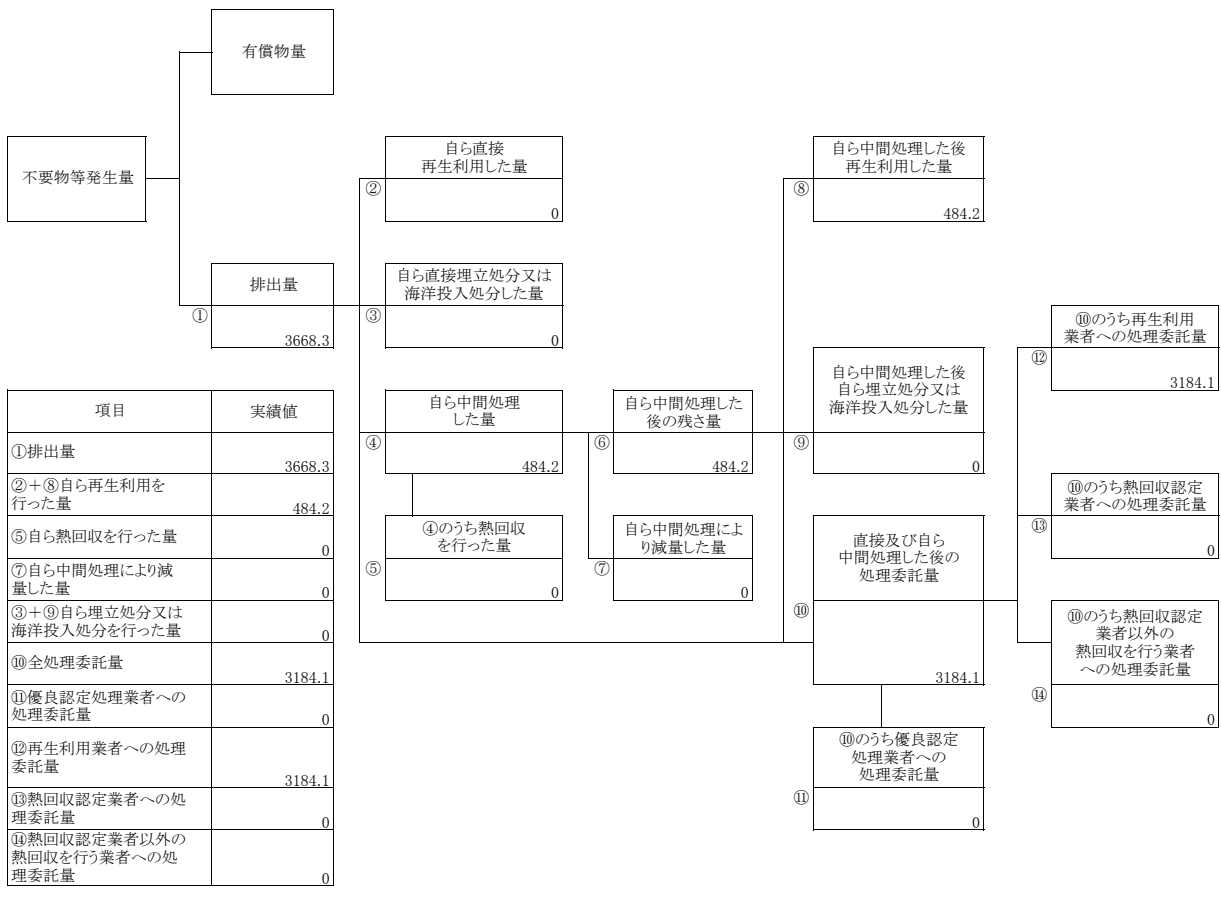 有償物量
不要物等発生量
排出量
①
3668.3
自ら直接
再生利用した量
②
0
自ら直接埋立処分又は
海洋投入処分した量
③
0
自ら中間処理
した量
④
484.2
④のうち熱回収
を行った量
⑤
0
自ら中間処理した
後の残さ量
⑥
484.2
自ら中間処理によ
り減量した量
⑦
0
自ら中間処理した後
再生利用した量
⑧
484.2
自ら中間処理した後
自ら埋立処分又は
海洋投入処分した量
⑨
0
直接及び自ら
中間処理した後の
処理委託量
⑩
3184.1
⑩のうち優良認定
処理業者への
処理委託量
⑪
0
⑩のうち再生利用
業者への処理委託量
⑫
3184.1
⑩のうち熱回収認定
業者への処理委託量
⑬
0
⑩のうち熱回収認定
業者以外の
熱回収を行う業者
への処理委託量
⑭
0
項目 実績値
①排出量
3668.3
②＋⑧自ら再生利用を
行った量
484.2
⑤自ら熱回収を行った量
0
⑦自ら中間処理により減
量した量
0
③＋⑨自ら埋立処分又は
海洋投入処分を行った量
0
⑩全処理委託量
3184.1
⑪優良認定処理業者への
処理委託量
0
⑫再生利用業者への処理
委託量
3184.1
⑬熱回収認定業者への処
理委託量
0
⑭熱回収認定業者以外の
熱回収を行う業者への処
理委託量
0